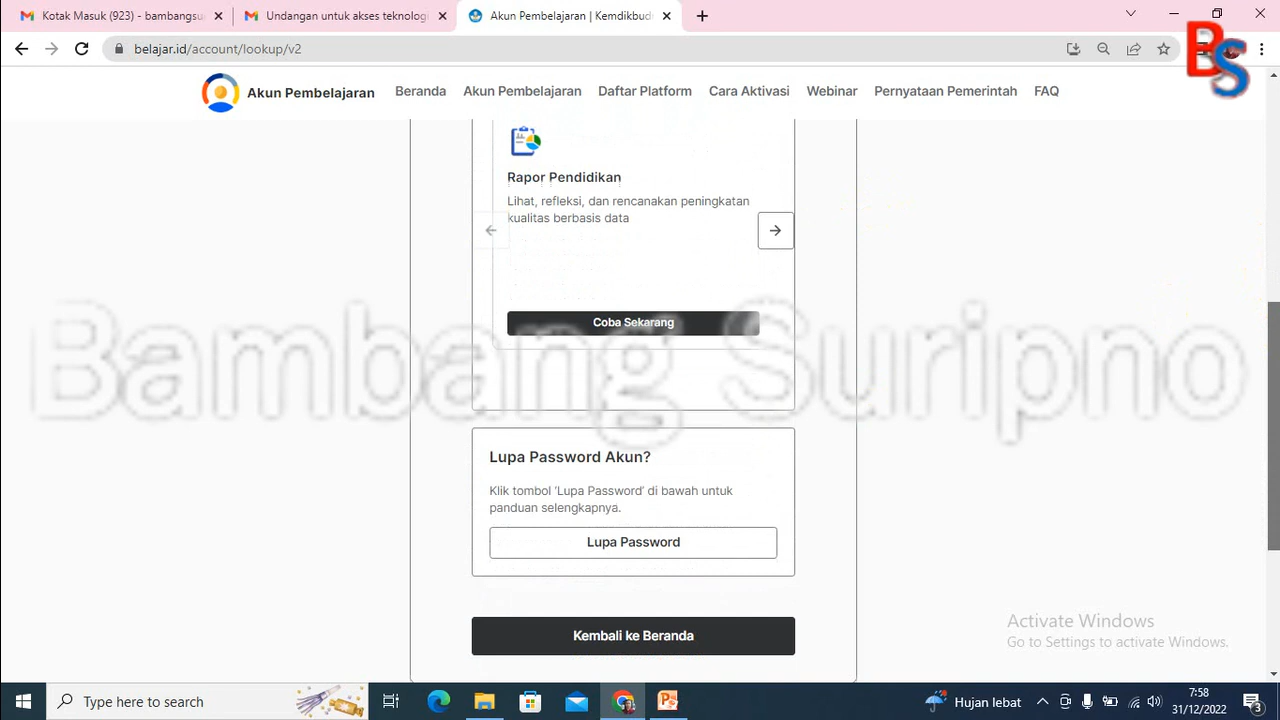 Kotak Masuk (923) - bambangsu
Undangan untuk akses teknologi
Akun Pembelajaran | Kemdikbud
belajar.id/account/lookup/v2
BS
Akun Pembelajaran
Beranda
Akun Pembelajaran
Daftar Platform
Cara Aktivasi
Webinar
Pernyataan Pemerintah
FAQ
Rapor Pendidikan
Lihat, refleksi, dan rencanakan peningkatan
kualitas berbasis data
Coba Sekarang
Bambang Suripno
Lupa Password Akun?
Klik tombol ‘Lupa Password’ di bawah untuk
panduan selengkapnya.
Lupa Password
Kembali ke Beranda
Activate Windows
Go to Settings to activate Windows.
Type here to search
Hujan lebat
7:58
31/12/2022
3